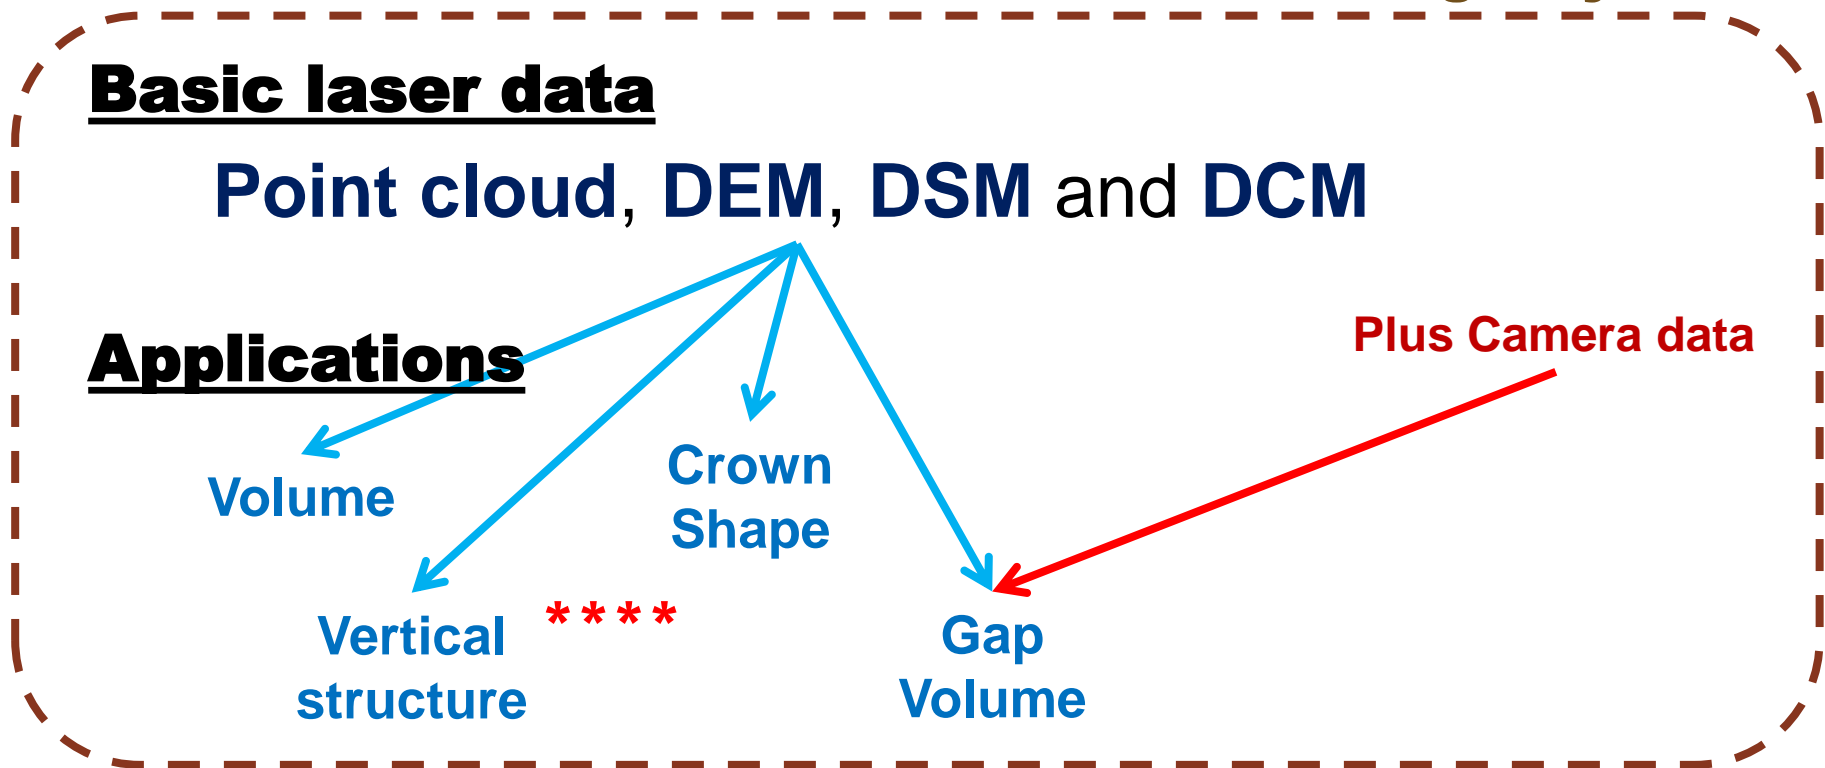 Basic laser data
Point cloud, DEM, DSM and DCM
Applications
Plus Camera data
Volume
Crown
Shape
Vertical ****
structure
Gap
Volume